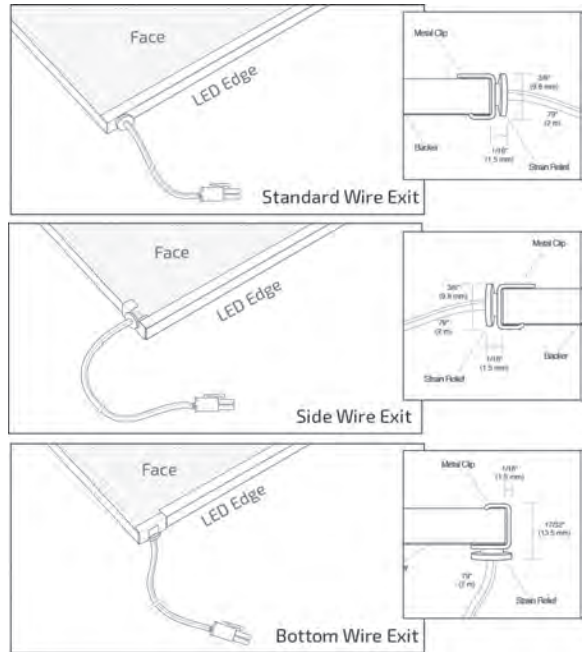 Face
LED Edge
Standard Wire Exit
Metal Clip
3/8"
(9.8 mm)
79"
(2 m)
Backer
1/16"
(1.5 mm)
Strain Relief
Face
LED Edge
Side Wire Exit
Metal Clip
3/8"
(9.8 mm)
79"
(2 m)
Backer
1/16"
(1.5 mm)
Strain Relief
Face
LED Edge
Bottom Wire Exit
Metal Clip
1/16"
(1.5 mm)
17/32"
(13.5 mm)
79"
(2 m)
Strain Relief